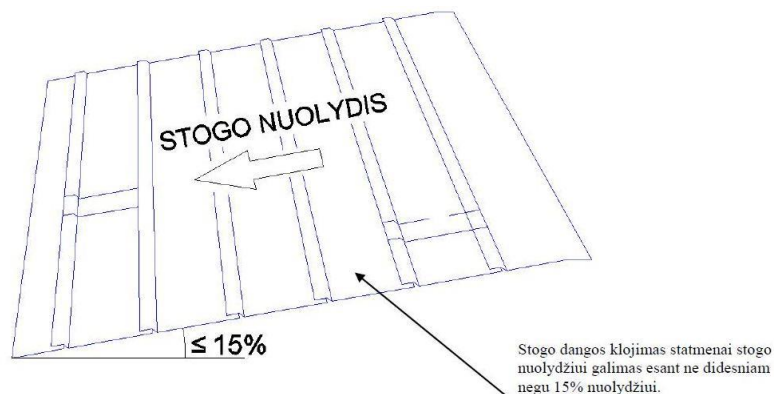 STOGO NUOLYDIS
≤ 15%
Stogo dangos klojimas statmenai stogo
nuolydžiui galimas esant ne didesniam
negu 15% nuolydžiui.